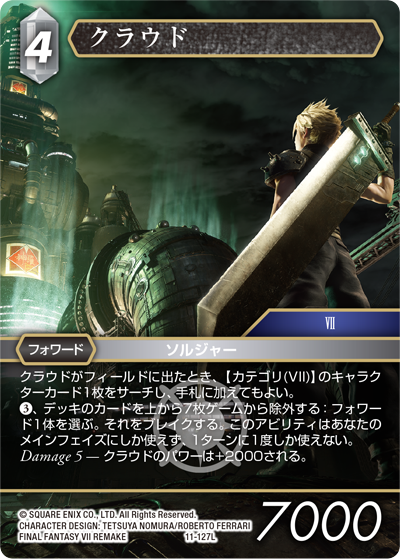 4
クラウド
VII
フォワード
ソルジャー
クラウドがフィールドに出たとき、【カテゴリ(VII)】のキャラク
ターカード1枚をサーチし、手札に加えてもよい。
③、デッキのカードを上から7枚ゲームから除外する：フォワー
ド1体を選ぶ。それをブレイクする。このアビリティはあなたの
メインフェイズにしか使えず、1ターンに1度しか使えない。
Damage 5 ― クラウドのパワーは+2000される。
© SQUARE ENIX CO., LTD. All Rights Reserved.
CHARACTER DESIGN: TETSUYA NOMURA/ROBERTO FERRARI
FINAL FANTASY VII REMAKE 11-127L
7000